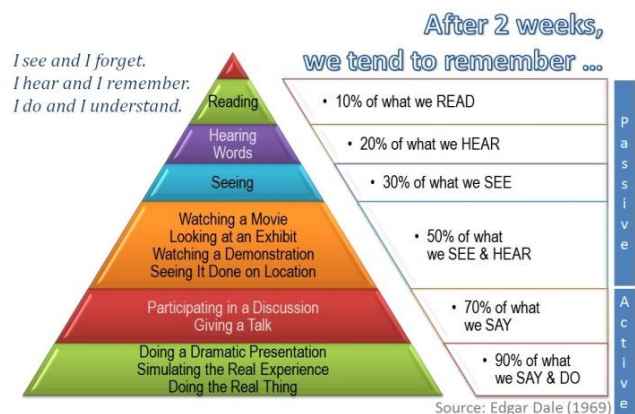 After 2 weeks,
we tend to remember ...
I see and I forget.
I hear and I remember.
I do and I understand.
Reading
• 10% of what we READ
Hearing
Words
• 20% of what we HEAR
Seeing
• 30% of what we SEE
Watching a Movie
Looking at an Exhibit
Watching a Demonstration
Seeing It Done on Location
• 50% of what
we SEE & HEAR
Participating in a Discussion
Giving a Talk
• 70% of what
we SAY
Doing a Dramatic Presentation
Simulating the Real Experience
Doing the Real Thing
• 90% of what
we SAY & DO
Passive
Active
Source: Edgar Dale (1969)